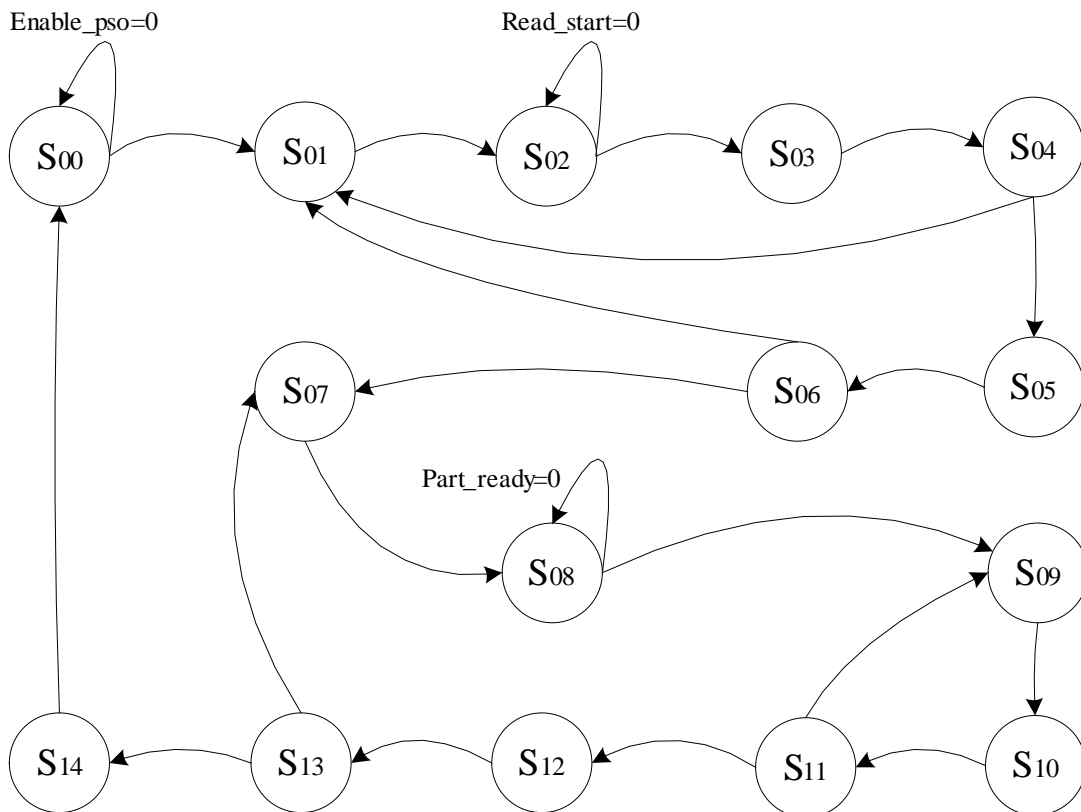 Enable_pso=0
Read_start=0
S00
S01
S02
S03
S04
S07
S06
S05
Part_ready=0
S08
S09
S14
S13
S12
S11
S10